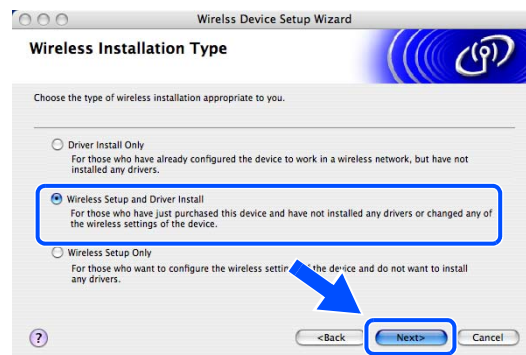 Wirelss Device Setup Wizard
Wireless Installation Type
Choose the type of wireless installation appropriate to you.
Driver Install Only
For those who have already configured the device to work in a wireless network, but have not
installed any drivers.
Wireless Setup and Driver Install
For those who have just purchased this device and have not installed any drivers or changed any of
the wireless settings of the device.
Wireless Setup Only
For those who want to configure the wireless settin the device and do not want to install
any drivers.
?
<Back
Next>
Cancel